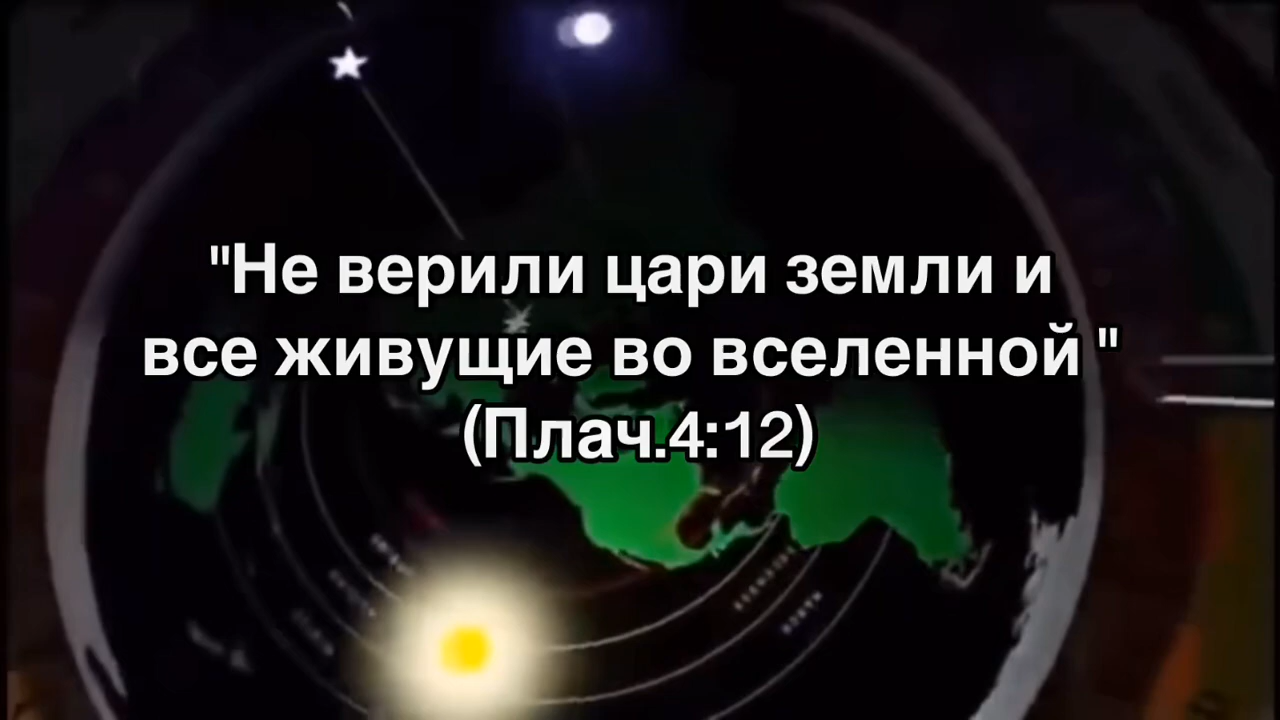 "Не верили цари земли и
все живущие во вселенной "
(Плач.4:12)